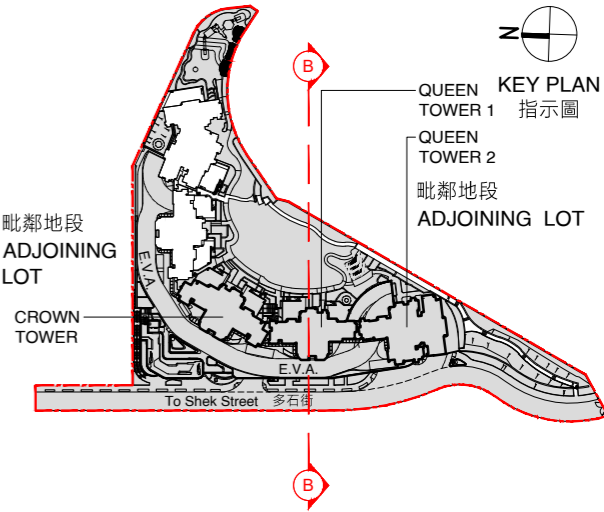 N
KEY PLAN
指示圖
B
QUEEN
TOWER 1
QUEEN
TOWER 2
毗鄰地段
ADJOINING LOT
毗鄰地段
ADJOINING
LOT
E.V.A.
CROWN
TOWER
E.V.A.
To Shek Street 多石街
B